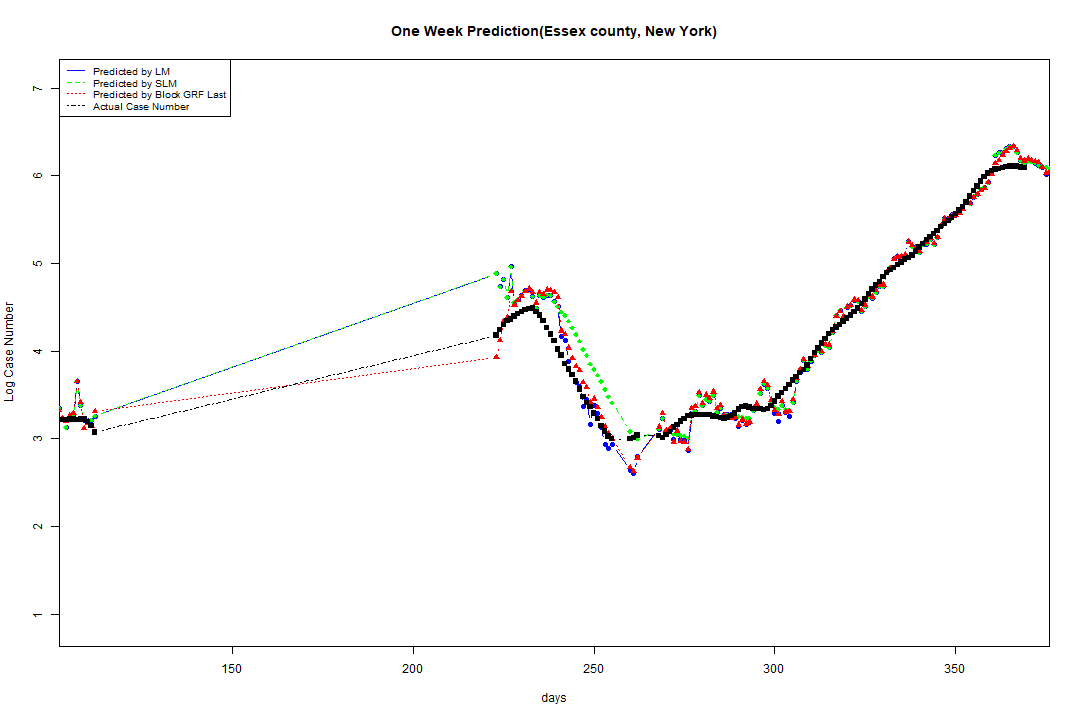 One Week Prediction(Essex county, New York)
Predicted by LM
Predicted by SLM
Predicted by Block GRF Last
Actual Case Number
7
6
5
4
3
2
1
Log Case Number
150 200 250 300 350
days